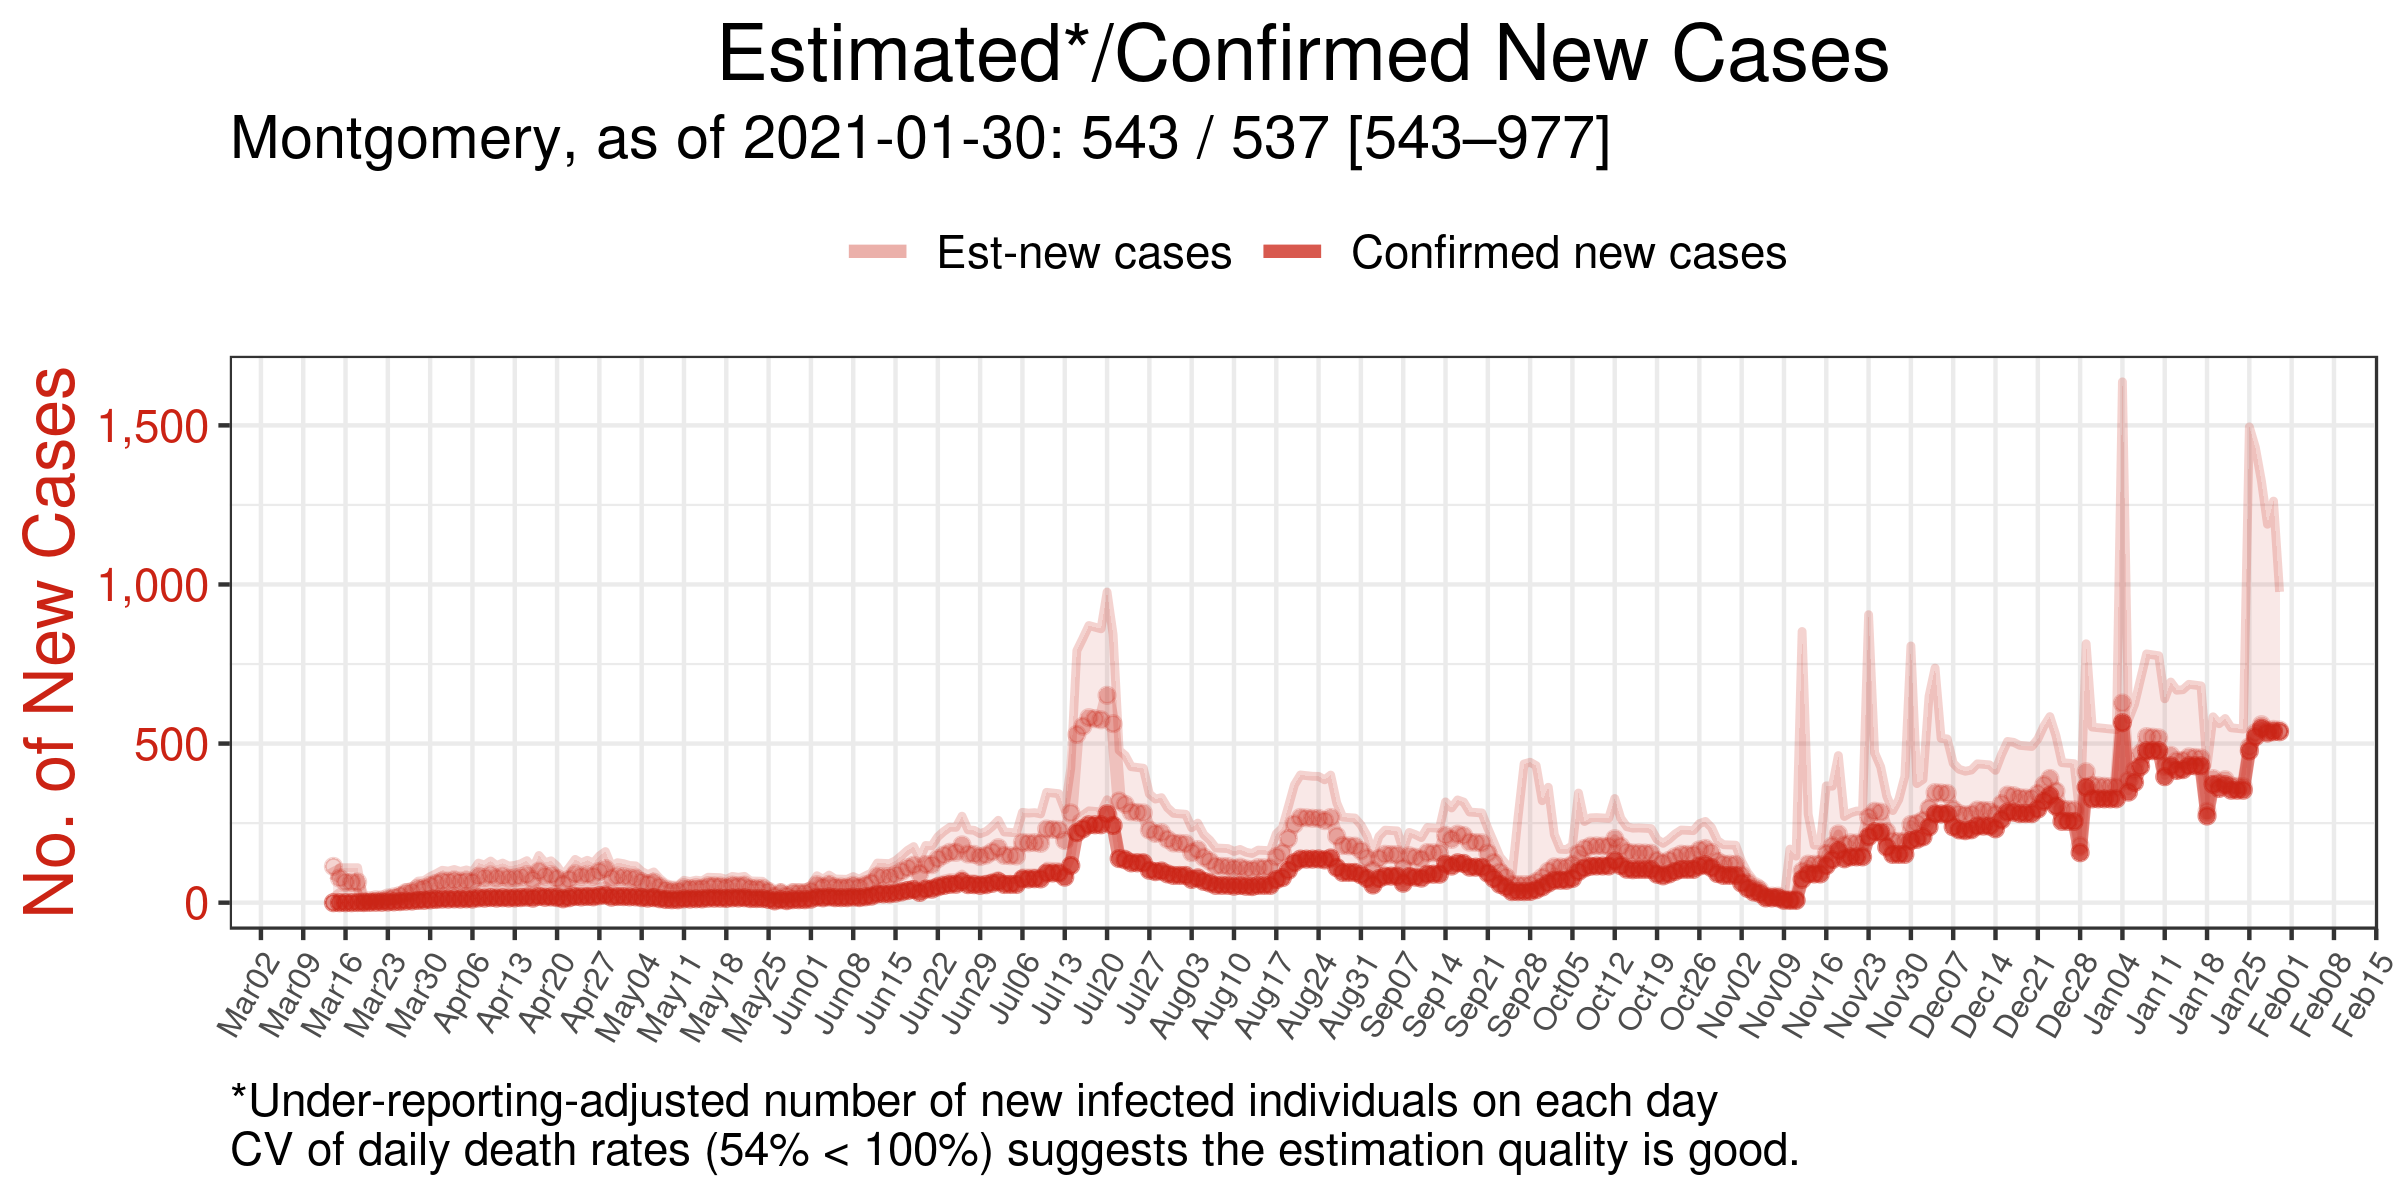 Estimated*/Confirmed New Cases
Montgomery, as of 2021-01-30: 543 / 537 [543–977]
Est-new cases
Confirmed new cases
No. of New Cases
1,500
1,000
500
0
Mar02
Mar09
Mar16
Mar23
Mar30
Apr06
Apr13
Apr20
Apr27
May04
May11
May18
May25
Jun01
Jun08
Jun15
Jun22
Jun29
Jul06
Jul13
Jul20
Jul27
Aug03
Aug10
Aug17
Aug24
Aug31
Sep07
Sep14
Sep21
Sep28
Oct05
Oct12
Oct19
Oct26
Nov02
Nov09
Nov16
Nov23
Nov30
Dec07
Dec14
Dec21
Dec28
Jan04
Jan11
Jan18
Jan25
Feb01
Feb08
Feb15
*Under-reporting-adjusted number of new infected individuals on each day
CV of daily death rates (54% < 100%) suggests the estimation quality is good.